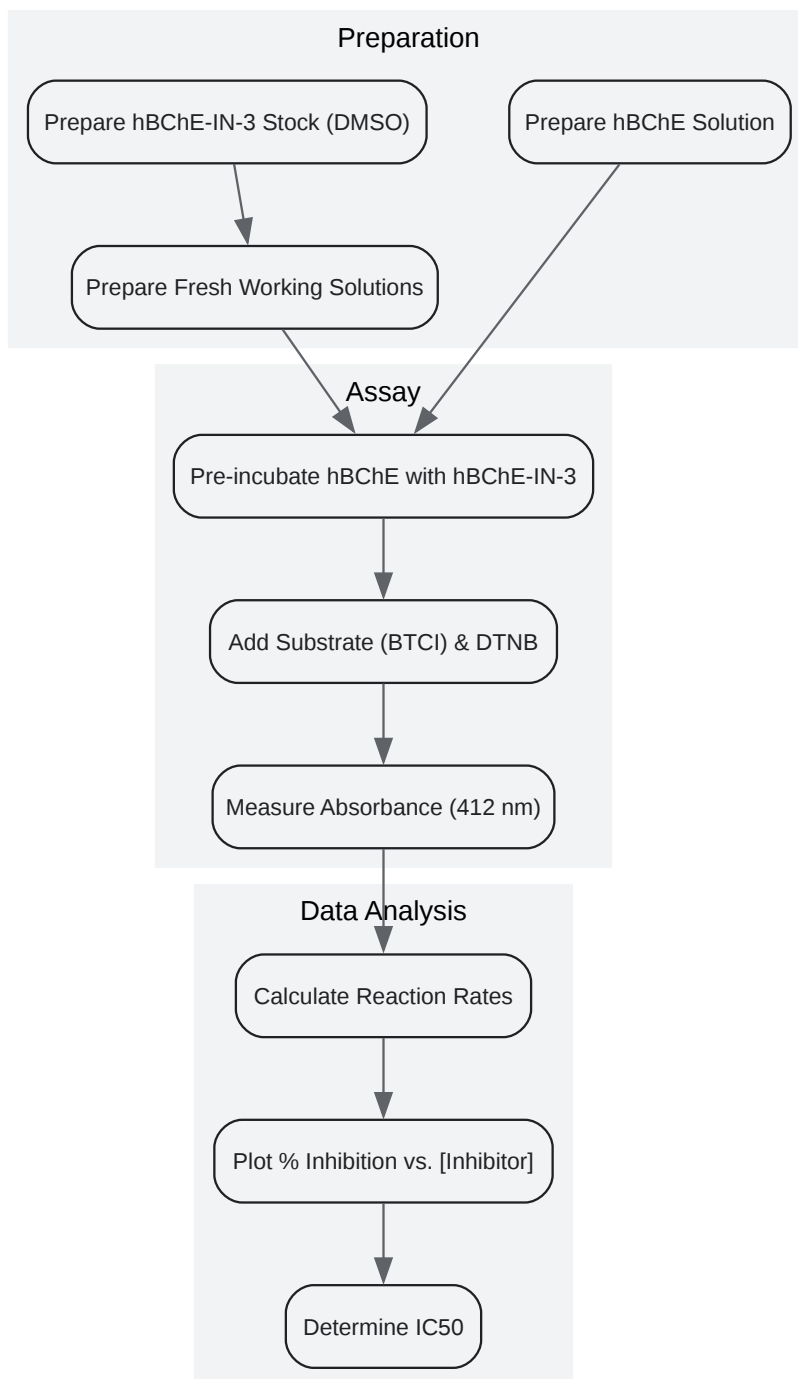 Preparation
Prepare hBChE-IN-3 Stock (DMSO)
Prepare hBChE Solution
Prepare Fresh Working Solutions
Assay
Pre-incubate hBChE with hBChE-IN-3
Add Substrate (BTCI) & DTNB
Measure Absorbance (412 nm)
Data Analysis
Calculate Reaction Rates
Plot % Inhibition vs. [Inhibitor]
Determine IC50